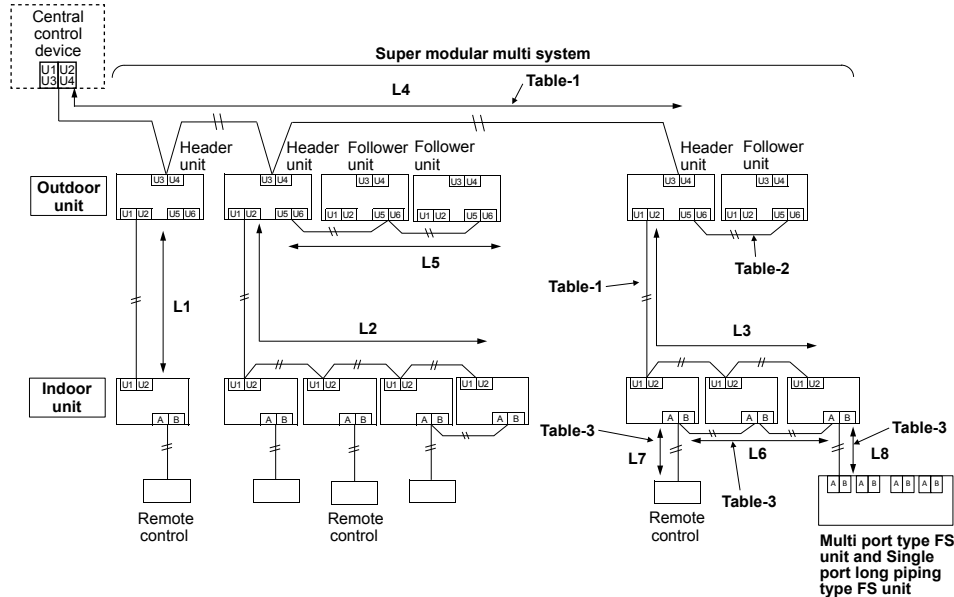 Central
control
device
U1 U2
U3 U4
Super modular multi system
L4
Table-1
Header
unit
Header
unit
Follower
unit
Follower
unit
Header
unit
Follower
unit
Outdoor
unit
U3 U4
U3 U4
U3 U4
U3 U4
U3 U4
U3 U4
U1 U2 U5 U6
U1 U2 U5 U6
U1 U2 U5 U6
U1 U2 U5 U6
U1 U2 U5 U6
U1 U2 U5 U6
L5
Table-2
Table-1
L1
L2
L3
Indoor
unit
U1 U2
U1 U2
U1 U2
U1 U2
U1 U2
U1 U2
U1 U2
U1 U2
A B
A B
A B
A B
A B
A B
A B
A B
Table-3
L7
L6
Table-3
L8
Table-3
A B A B A B A B
Remote
control
Remote
control
Remote
control
Multi port type FS
unit and Single
port long piping
type FS unit